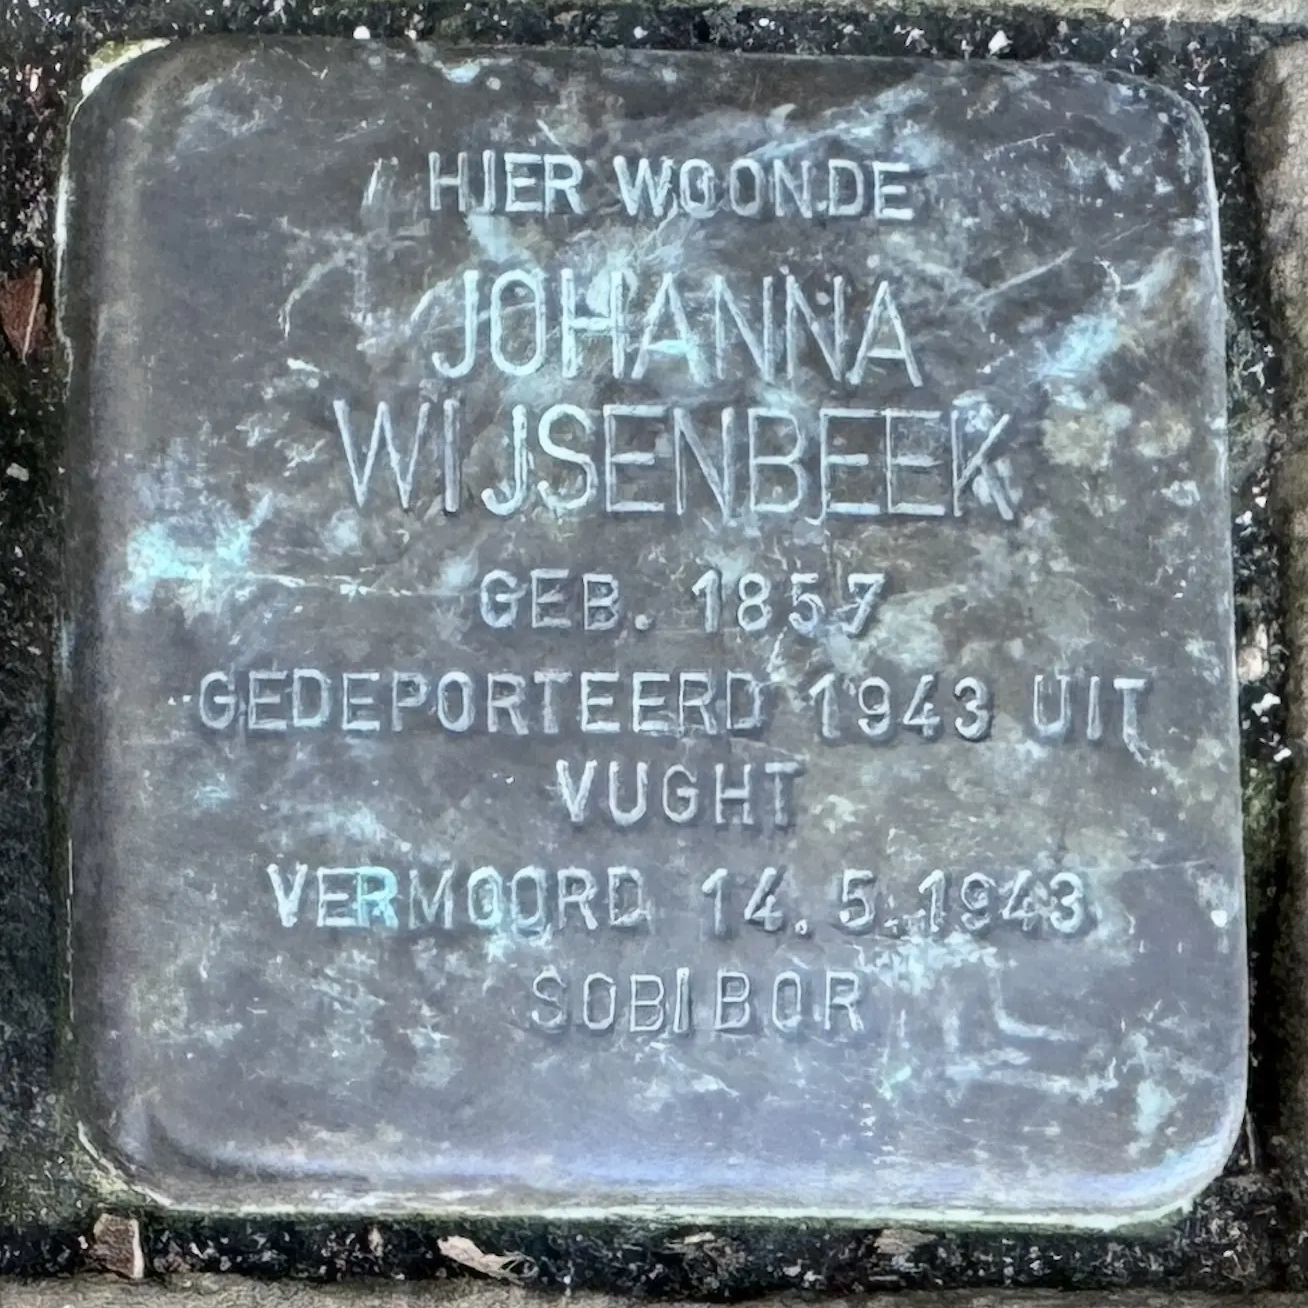 HIER WOONDE
JOHANNA
WIJSENBEEK
GEB. 1857
GEDEPORTEERD 1943 UIT
VUGHT
VERMOORD 14.5.1943
SOBIBOR